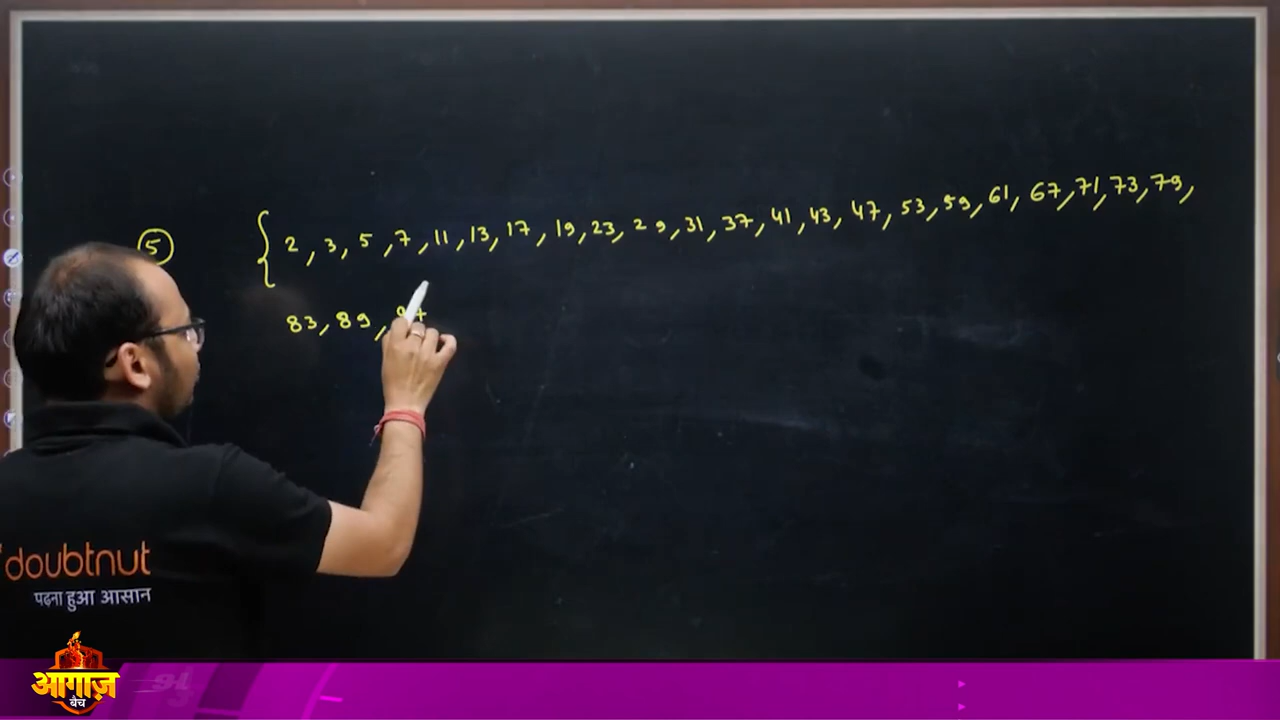 5 { 2, 3, 5, 7, 11, 13, 17, 19, 23, 29, 31, 37, 41, 43, 47, 53, 59, 61, 67, 71, 73, 79,
83, 89,
doubtnut
पढ़ना हुआ आसान
आगाज़
बैच